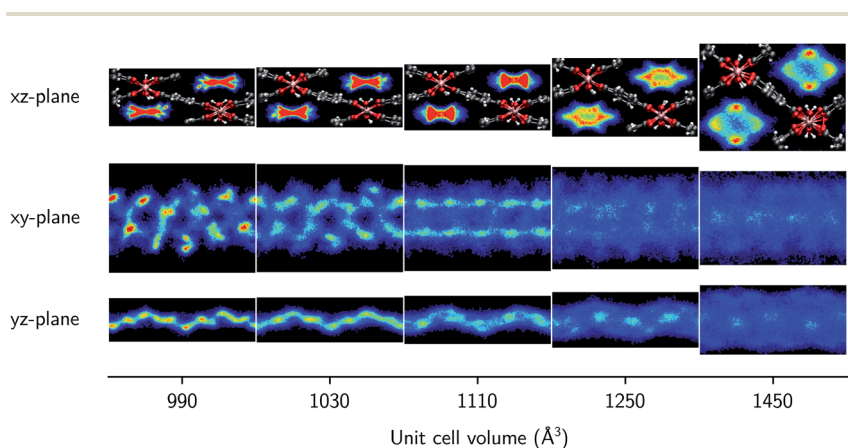 xz-plane
xy-plane
yz-plane
990 1030 1110 1250 1450
Unit cell volume (Å³)